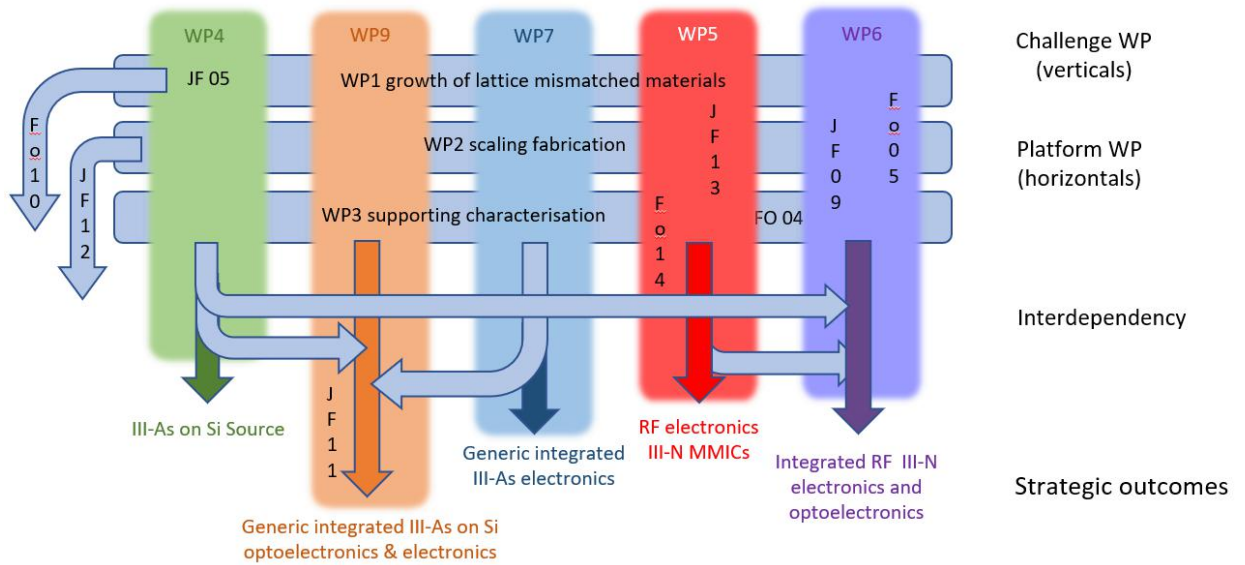 WP4
WP9
WP7
WP5
WP6
Challenge WP
(verticals)
JF 05
WP1 growth of lattice mismatched materials
Fo10
JF12
WP2 scaling fabrication
JF13
JF09
Fo05
Platform WP
(horizontals)
WP3 supporting characterisation
Fo14
FO 04
Interdependency
JF11
III-As on Si Source
Generic integrated
III-As electronics
RF electronics
III-N MMICs
Integrated RF III-N
electronics and
optoelectronics
Strategic outcomes
Generic integrated III-As on Si
optoelectronics & electronics